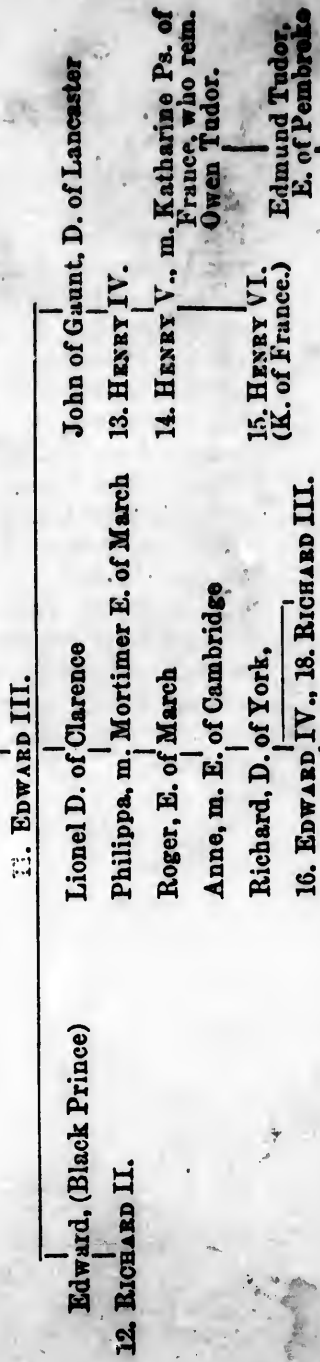 11. EDWARD III.
Edward, (Black Prince)
12. RICHARD II.
Lionel D. of Clarence
Philippa, m. Mortimer E. of March
Roger, E. of March
Anne, m. E. of Cambridge
Richard, D. of York,
16. EDWARD IV., 18. RICHARD III.
John of Gaunt, D. of Lancaster
13. HENRY IV.
14. HENRY V., m. Katharine Ps. of
France, who rem.
Owen Tudor.
15. HENRY VI.
(K. of France.)
Edmund Tudor,
E. of Pembroke